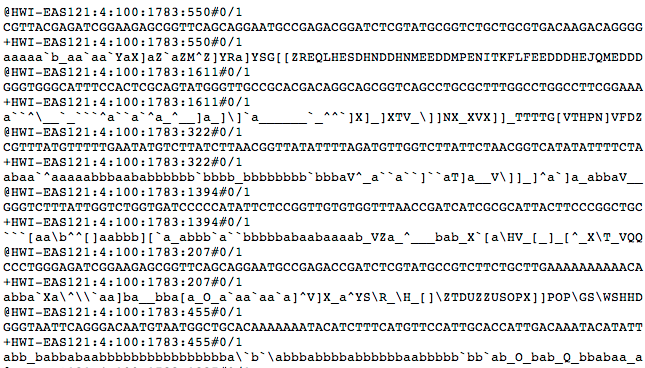 @HWI-EAS121:4:100:1783:550#0/1
CGTTACGAGATCGGAAGAGCGGTTCAGCAGGAATGCCGAGACGGATCTCGTATGCGGTCTGCTGCGTGACAAGACAGGGG
+HWI-EAS121:4:100:1783:550#0/1
aaaaa`b_aa`aa`YaX]aZ`aZM^Z]YRa]YSG[[ZREQLHESDHNDDHNMEEDDMPENITKFLFEEDDDHEJQMEDDD
@HWI-EAS121:4:100:1783:1611#0/1
GGGTGGGCATTTCCACTCGCAGTATGGGTTGCCGCACGACAGGCAGCGGTCAGCCTGCGCTTTGGCCTGGCCTTCGGAAA
+HWI-EAS121:4:100:1783:1611#0/1
a``^\__`_```^a``a`^a_^__]a_]\]`a______`_^^`]X]_]XTV_\]]NX_XVX]]_TTTTG[VTHPN]VFDZ
@HWI-EAS121:4:100:1783:322#0/1
CGTTTATGTTTTTGAATATGTCTTATCTTAACGGTTATATTTTAGATGTTGGTCTTATTCTAACGGTCATATATTTTCTA
+HWI-EAS121:4:100:1783:322#0/1
abaa`^aaaaabbbaababbbbbb`bbbb_bbbbbbbb`bbbaV^_a``a``]``aT]a__V\]]_]^a`]a_abbaV__
@HWI-EAS121:4:100:1783:1394#0/1
GGGTCTTTATTGGTCTGGTGATCCCCCATATTCTCCGGTTGTGTGGTTTAACCGATCATCGCGCATTACTTCCCGGCTGC
+HWI-EAS121:4:100:1783:1394#0/1
```[aa\b^^[]aabbb][`a_abbb`a``bbbbbabaabaaaab_VZa_^___bab_X`[a\HV_[_]_[^_X\T_VQQ
@HWI-EAS121:4:100:1783:207#0/1
CCCTGGGAGATCGGAAGAGCGGTTCAGCAGGAATGCCGAGACCGATCTCGTATGCCGTCTTCTGCTTGAAAAAAAAAACA
+HWI-EAS121:4:100:1783:207#0/1
abba`Xa\^\\`aa]ba__bba[a_O_a`aa`aa`a]^V]X_a^YS\R_\H_[]\ZTDUZZUSOPX]]POP\GS\WSHHD
@HWI-EAS121:4:100:1783:455#0/1
GGGTAATTCAGGGACAATGTAATGGCTGCACAAAAAAATACATCTTTCATGTTCCATTGCACCATTGACAAATACATATT
+HWI-EAS121:4:100:1783:455#0/1
abb_babbabaabbbbbbbbbbbbbbbba\`b`\abbbabbbbabbbbbbaabbbbb`bb`ab_O_bab_Q_bbabaa_a